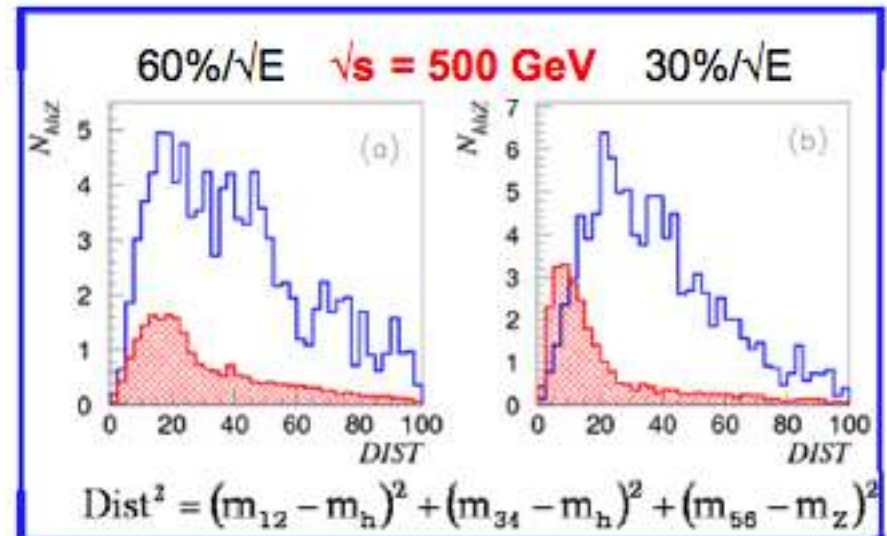 60%/√E √s = 500 GeV 30%/√E
N_hhZ
(a)
5
4
3
2
1
0
0 20 40 60 80 100
DIST
N_hhZ
(b)
7
6
5
4
3
2
1
0
0 20 40 60 80 100
DIST
Dist² = (m₁₂ − m_h)² + (m₃₄ − m_h)² + (m₅₆ − m_Z)²